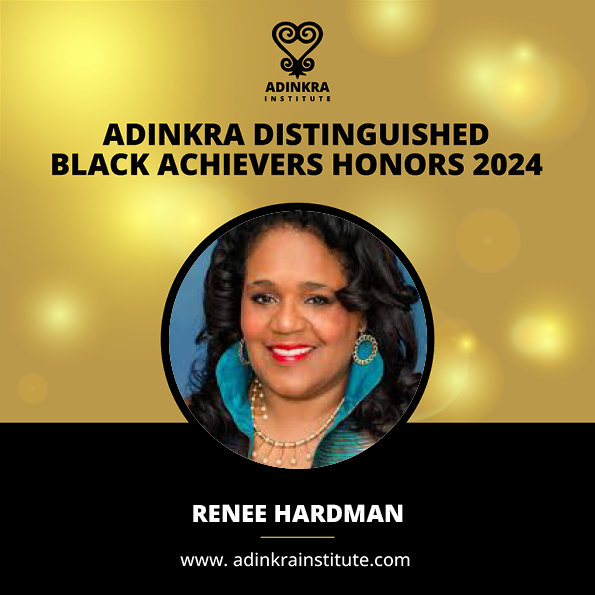 ADINKRA
INSTITUTE
ADINKRA DISTINGUISHED
BLACK ACHIEVERS HONORS 2024
RENEE HARDMAN
www. adinkrainstitute.com